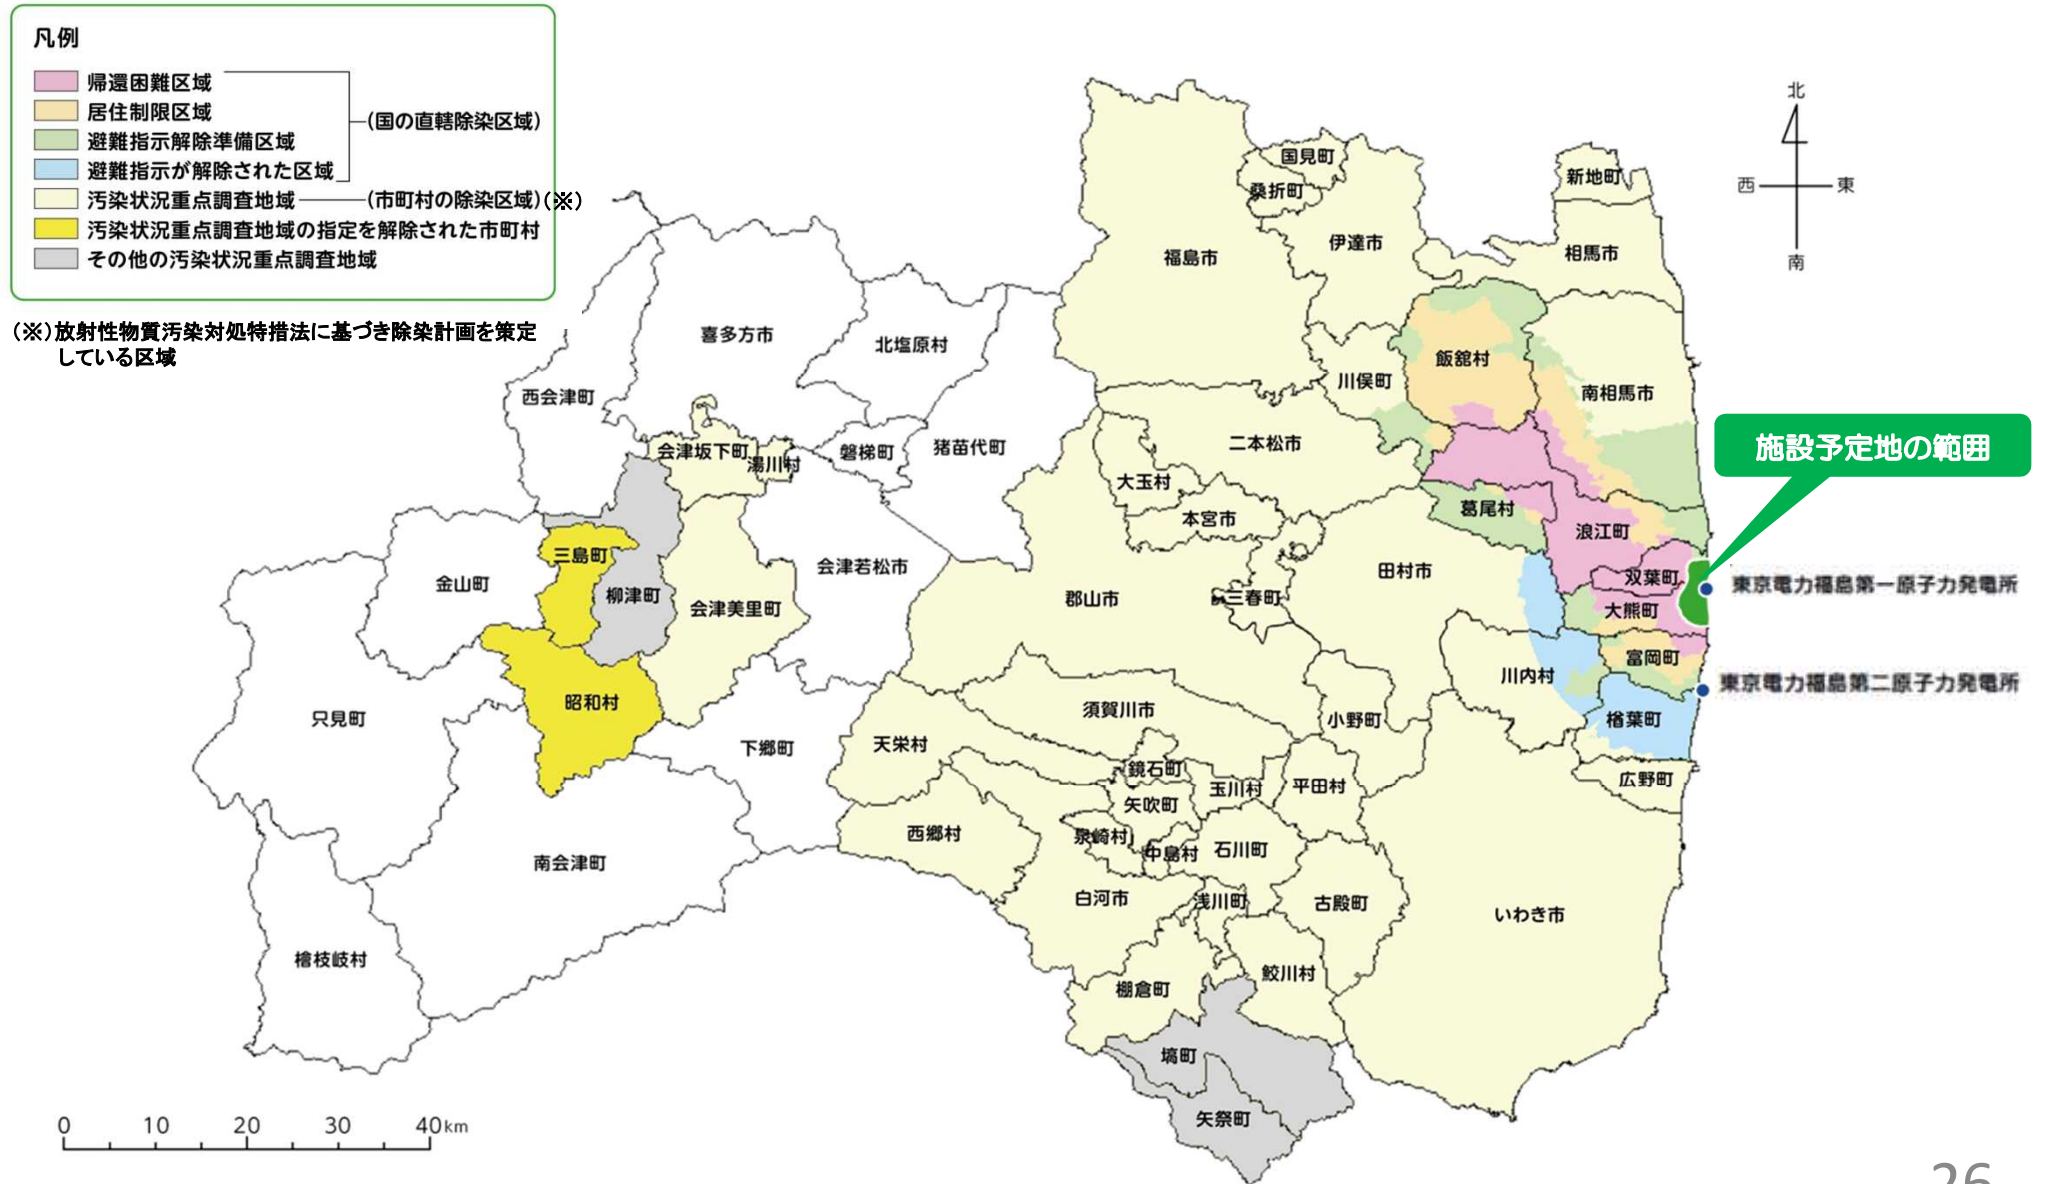 凡例
帰還困難区域
居住制限区域
(国の直轄除染区域)
避難指示解除準備区域
避難指示が解除された区域
汚染状況重点調査地域 (市町村の除染区域)(※)
汚染状況重点調査地域の指定を解除された市町村
その他の汚染状況重点調査地域
(※)放射性物質汚染対処特措法に基づき除染計画を策定
している区域
北
西 東
南
国見町
桑折町
新地町
伊達市
相馬市
福島市
喜多方市
北塩原村
飯舘村
川俣町
南相馬市
西会津町
二本松市
猪苗代町
磐梯町
会津坂下町
湯川村
施設予定地の範囲
大玉村
本宮市
葛尾村
浪江町
三島町
金山町
会津若松市
田村市
双葉町
東京電力福島第一原子力発電所
柳津町
会津美里町
郡山市
三春町
大熊町
富岡町
川内村
東京電力福島第二原子力発電所
昭和村
只見町
須賀川市
小野町
楢葉町
下郷町
天栄村
鏡石町
玉川村
平田村
広野町
矢吹町
西郷村
泉崎村
中島村
石川町
南会津町
白河市
浅川町
古殿町
いわき市
檜枝岐村
鮫川村
棚倉町
塙町
矢祭町
0 10 20 30 40km
26